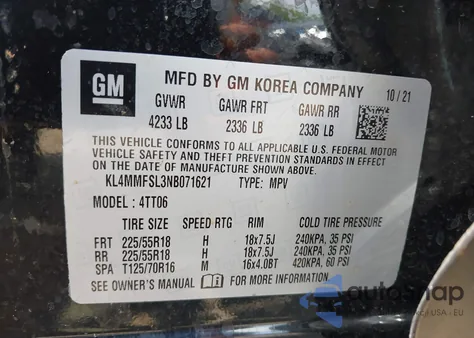 GM
MFD BY GM KOREA COMPANY 10/21
GVWR GAWR FRT GAWR RR
4233 LB 2336 LB 2336 LB
THIS VEHICLE CONFORMS TO ALL APPLICABLE U.S. FEDERAL MOTOR
VEHICLE SAFETY AND THEFT PREVENTION STANDARDS IN EFFECT ON
THE DATE OF MANUFACTURE SHOWN ABOVE.
KL4MMFSL3NB071621 TYPE: MPV
MODEL: 4TT06
TIRE SIZE SPEED RTG RIM COLD TIRE PRESSURE
FRT 225/55R18 H 18x7.5J 240KPA, 35 PSI
RR 225/55R18 H 18x7.5J 240KPA, 35 PSI
SPA T125/70R16 M 16x4.0BT 420KPA, 60 PSI
SEE OWNER'S MANUAL FOR MORE INFORMATION.